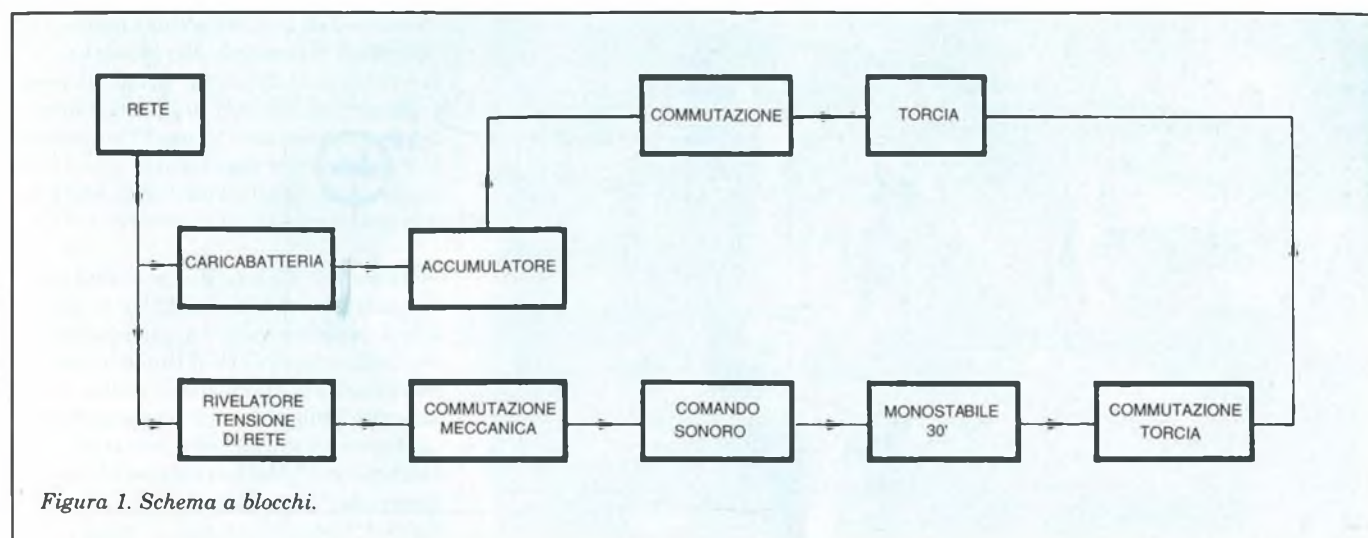 RETE
COMMUTAZIONE
TORCIA
CARICABATTERIA
ACCUMULATORE
RIVELATORE
TENSIONE
DI RETE
COMMUTAZIONE
MECCANICA
COMANDO
SONORO
MONOSTABILE
30'
COMMUTAZIONE
TORCIA
Figura 1. Schema a blocchi.